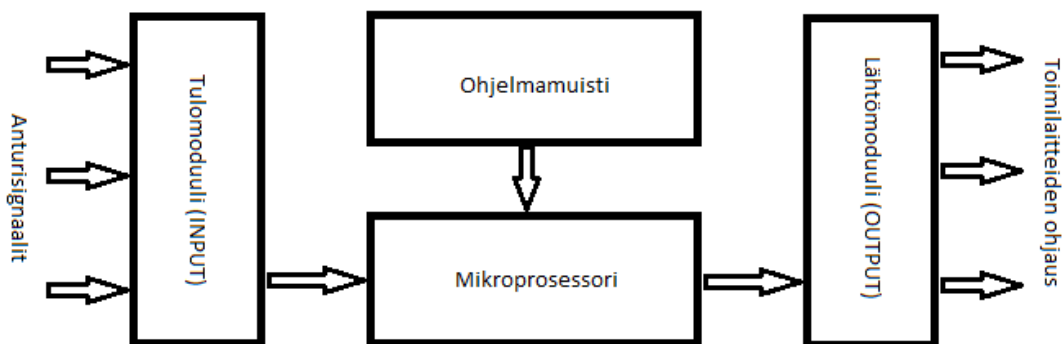 Anturisignaalit
Tulomoduuli (INPUT)
Ohjelmamuisti
Mikroprosessori
Lähtömoduuli (OUTPUT)
Toimilaitteiden ohjaus